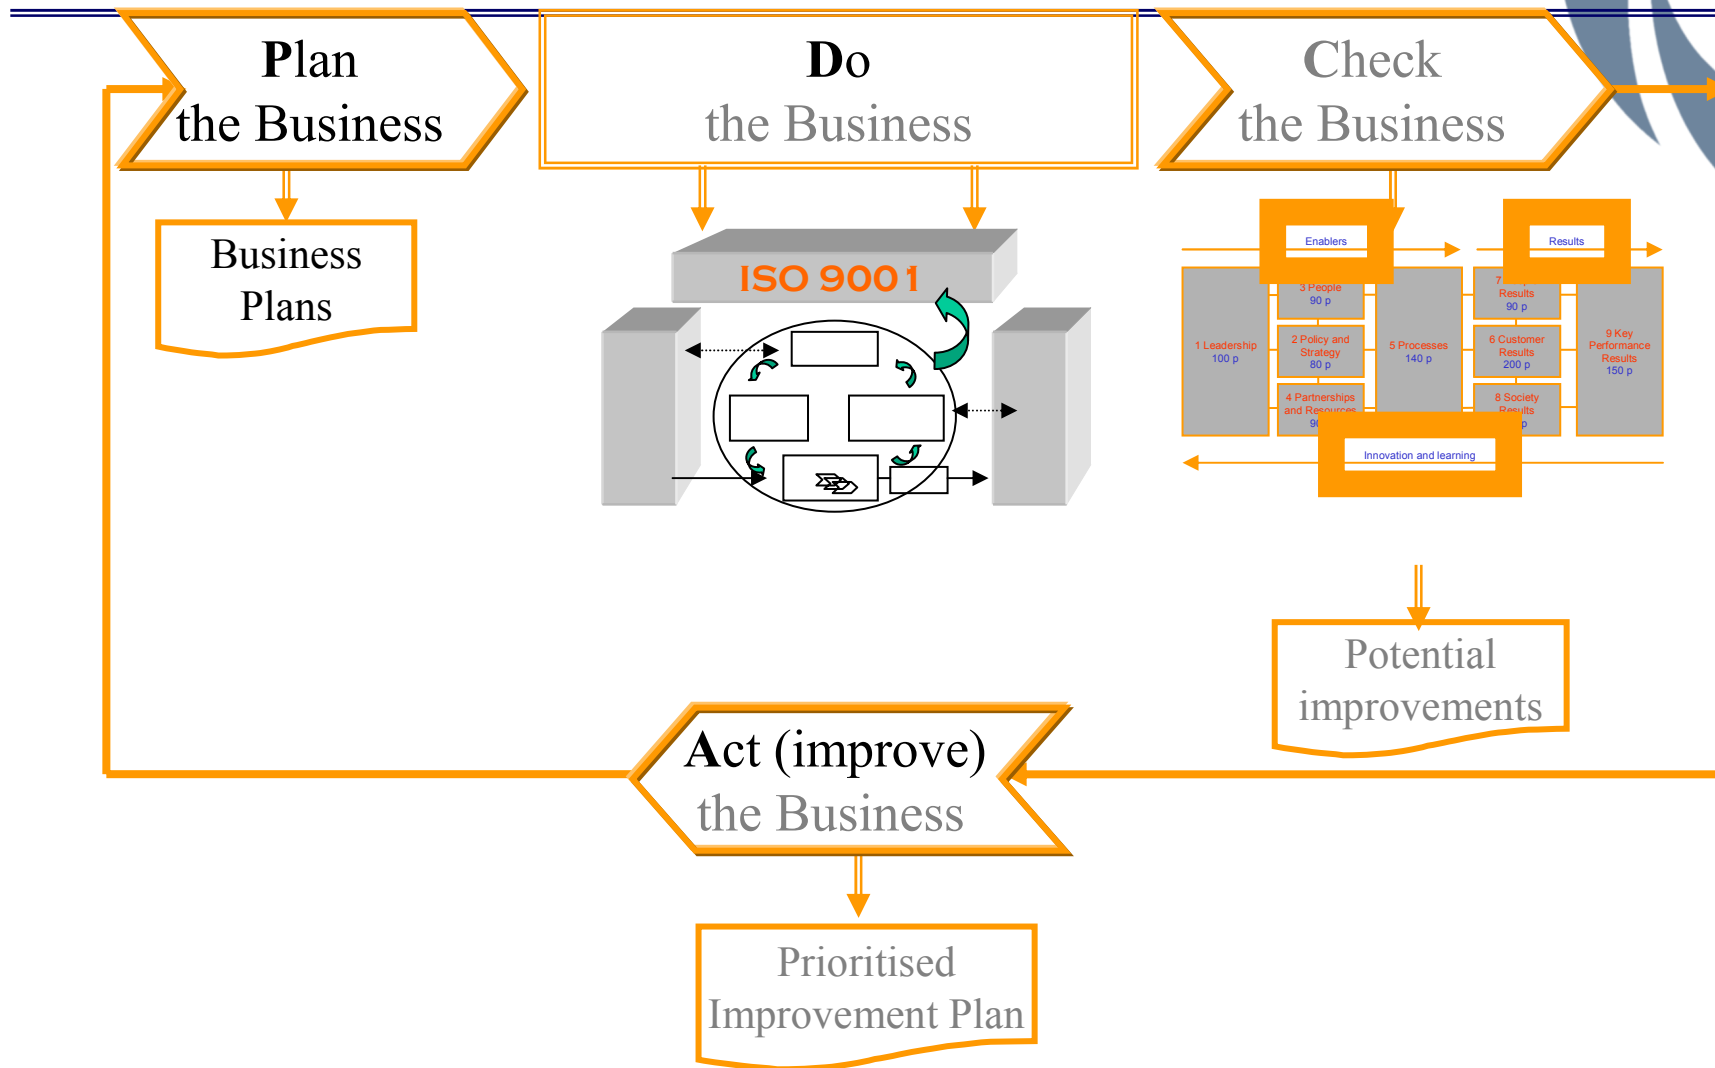 Plan
the Business
Do
the Business
Check
the Business
Business
Plans
ISO 9001
Enablers
Results
1 Leadership
100 p
3 People
90 p
2 Policy and
Strategy
80 p
4 Partnerships
and Resources
5 Processes
140 p
7
Results
90 p
6 Customer
Results
200 p
8 Society
Results
p
9 Key
Performance
Results
150 p
Innovation and learning
Potential
improvements
Act (improve)
the Business
Prioritised
Improvement Plan